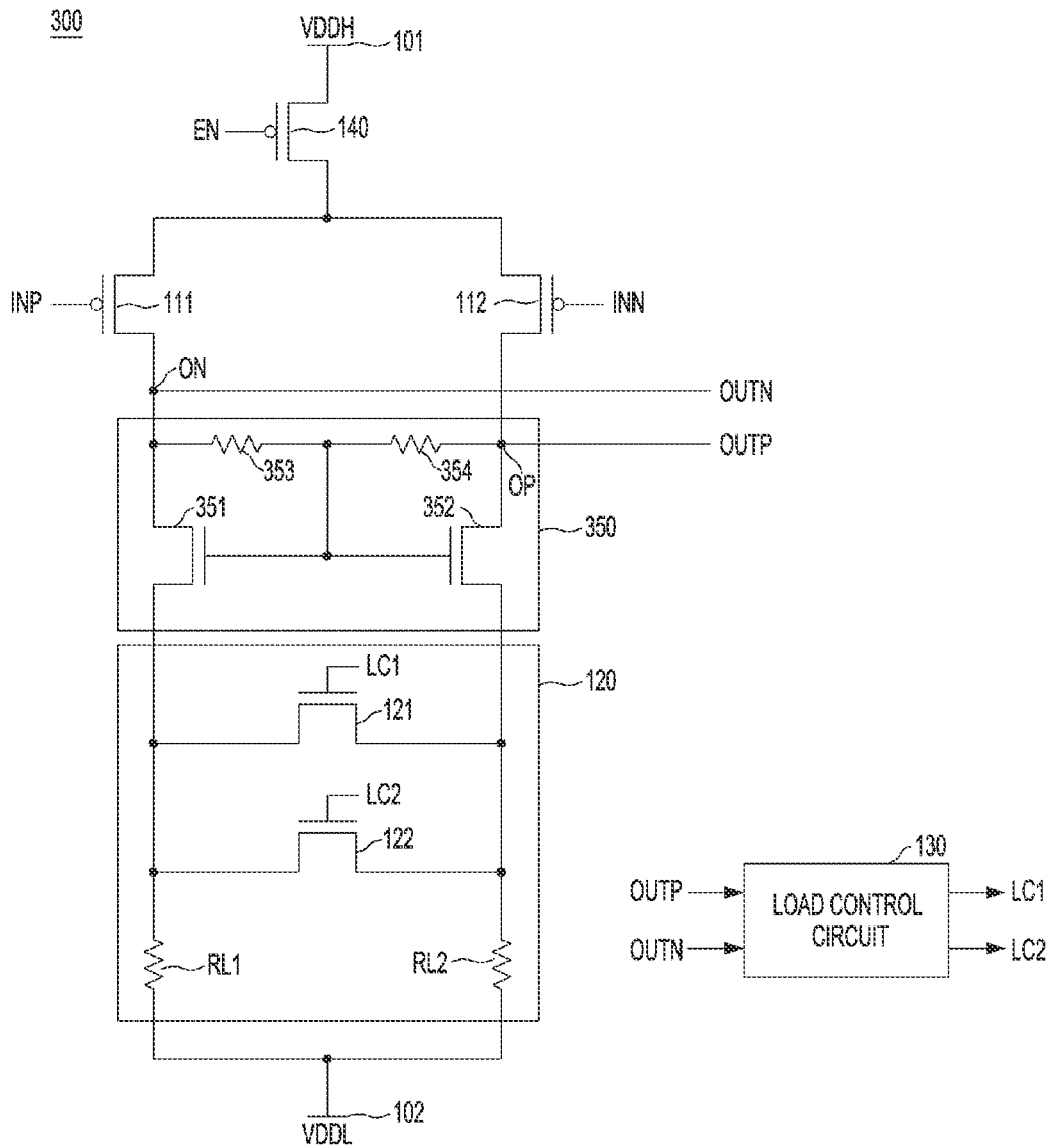 300
VDDH
101
EN
140
INP
111
112
INN
ON
OUTN
OUTP
353
354
OP
351
352
350
LC1
120
121
LC2
122
130
OUTP
LOAD CONTROL
CIRCUIT
LC1
OUTN
LC2
RL1
RL2
102
VDDL